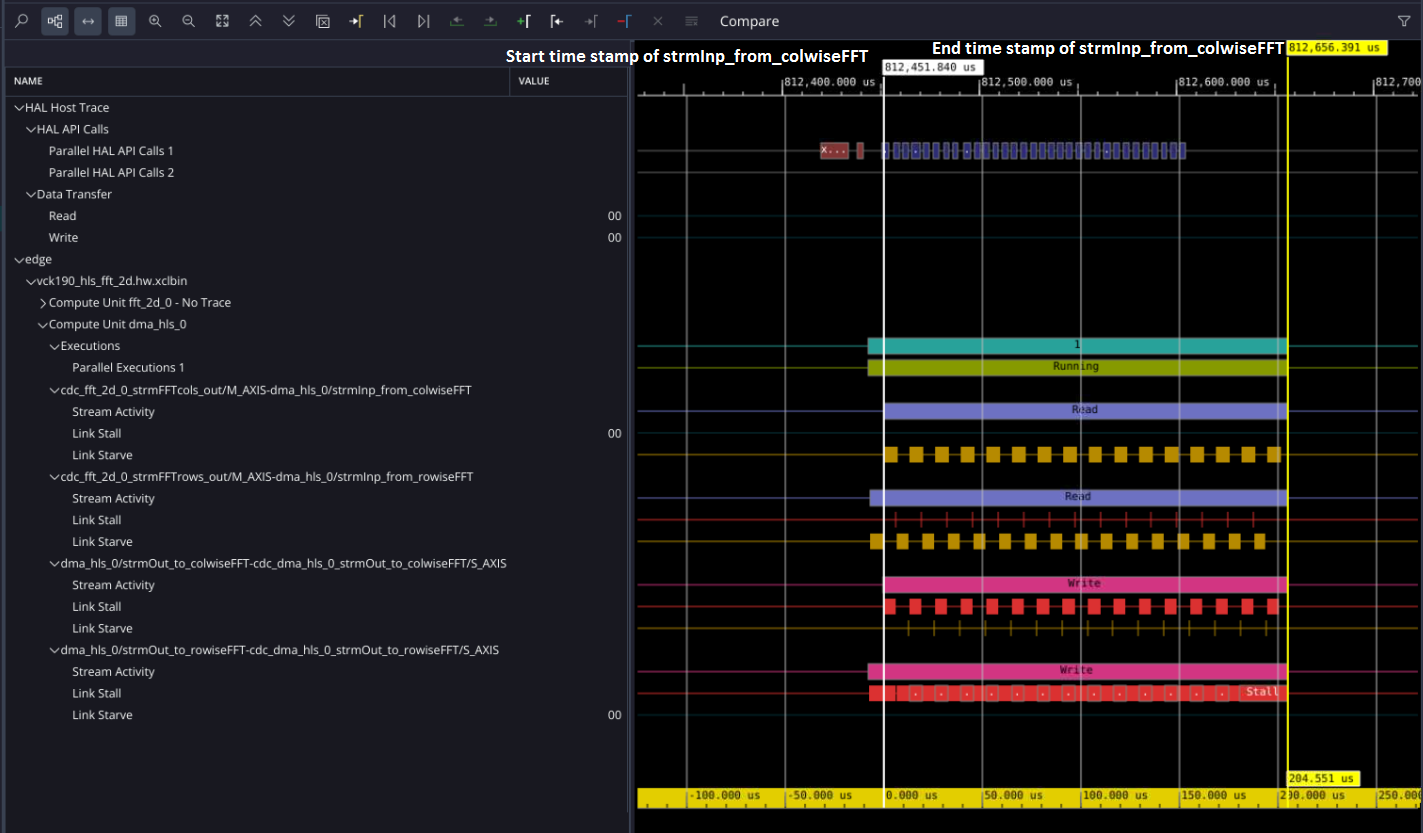 Compare
Start time stamp of strmInp_from_colwiseFFT
End time stamp of strmInp_from_colwiseFFT
812,656.391 us
812,451.840 us
NAME VALUE
812,400.000 us 812,500.000 us 812,600.000 us 812,700
HAL Host Trace
HAL API Calls
Parallel HAL API Calls 1
x...
Parallel HAL API Calls 2
Data Transfer
Read 00
Write 00
edge
vck190_hls_fft_2d.hw.xclbin
Compute Unit fft_2d_0 - No Trace
Compute Unit dma_hls_0
Executions 1
Parallel Executions 1 Running
cdc_fft_2d_0_strmFFTcols_out/M_AXIS-dma_hls_0/strmInp_from_colwiseFFT
Stream Activity Read
Link Stall 00
Link Starve
cdc_fft_2d_0_strmFFTrows_out/M_AXIS-dma_hls_0/strmInp_from_rowiseFFT
Stream Activity Read
Link Stall
Link Starve
dma_hls_0/strmOut_to_colwiseFFT-cdc_dma_hls_0_strmOut_to_colwiseFFT/S_AXIS
Stream Activity Write
Link Stall
Link Starve
dma_hls_0/strmOut_to_rowiseFFT-cdc_dma_hls_0_strmOut_to_rowiseFFT/S_AXIS
Stream Activity Write
Link Stall Stall
Link Starve 00
204.551 us
-100.000 us -50.000 us 0.000 us 50.000 us 100.000 us 150.000 us 200.000 us 250.000